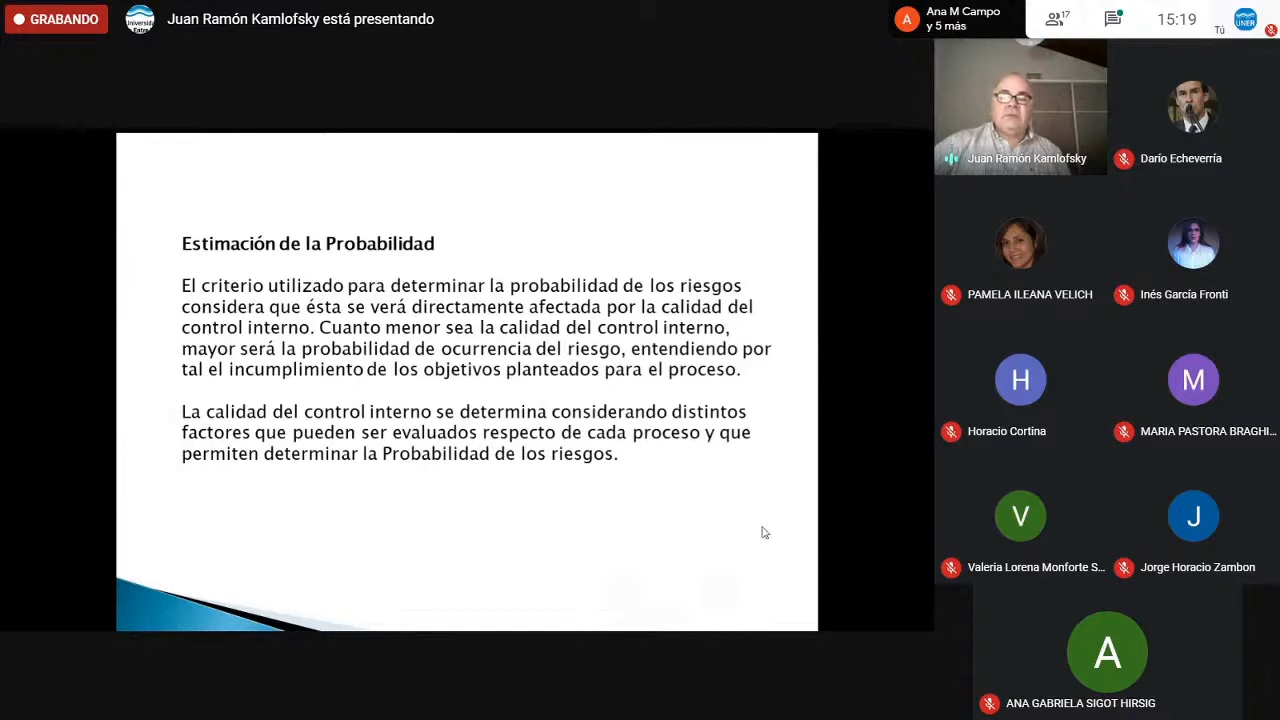 GRABANDO
Juan Ramón Kamlofsky está presentando
A
Ana M Campo
y 5 más
17
15:19
Tú
UNER
Juan Ramón Kamlofsky
Darío Echeverría
PAMELA ILEANA VELICH
Inés García Fronti
H
M
Horacio Cortina
MARIA PASTORA BRAGHI...
V
J
Valeria Lorena Monforte S...
Jorge Horacio Zambon
A
ANA GABRIELA SIGOT HIRSIG
Estimación de la Probabilidad
El criterio utilizado para determinar la probabilidad de los riesgos
considera que ésta se verá directamente afectada por la calidad del
control interno. Cuanto menor sea la calidad del control interno,
mayor será la probabilidad de ocurrencia del riesgo, entendiendo por
tal el incumplimiento de los objetivos planteados para el proceso.
La calidad del control interno se determina considerando distintos
factores que pueden ser evaluados respecto de cada proceso y que
permiten determinar la Probabilidad de los riesgos.